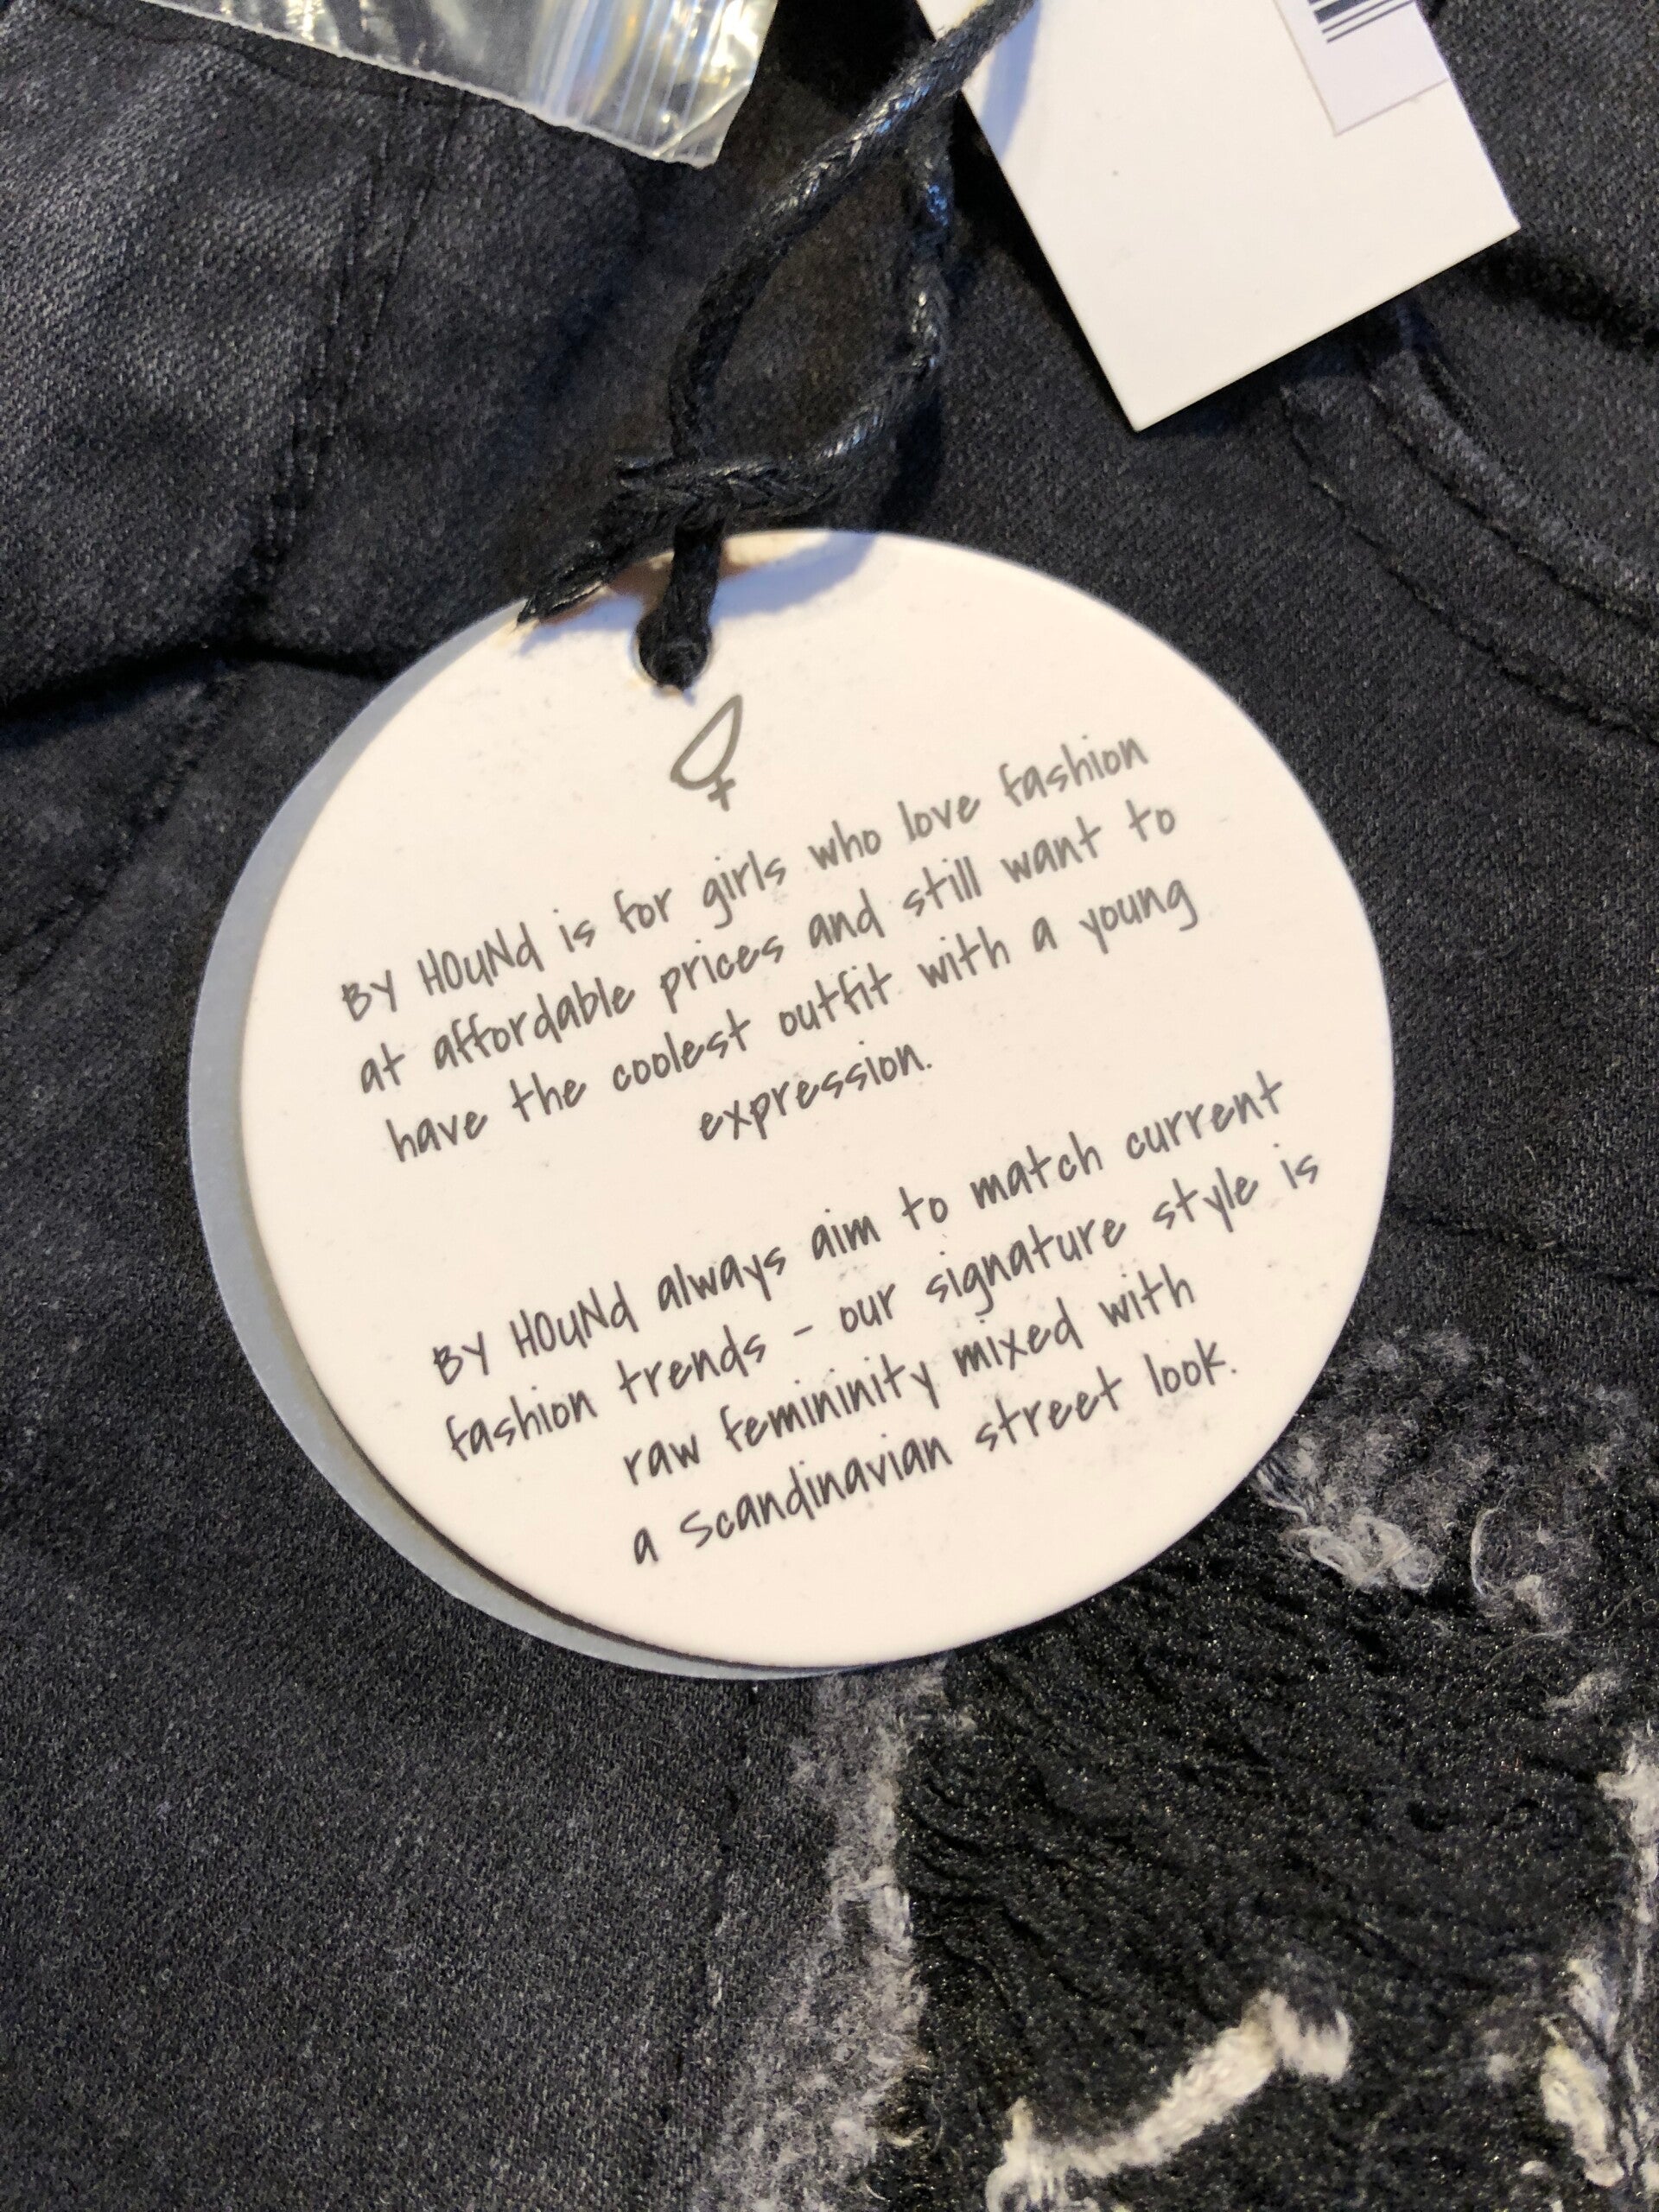 BY HOUNd is for girls who love fashion
at affordable prices and still want to
have the coolest outfit with a young
expression.
BY HOUNd always aim to match current
fashion trends - our signature style is
raw femininity mixed with
a Scandinavian street look.